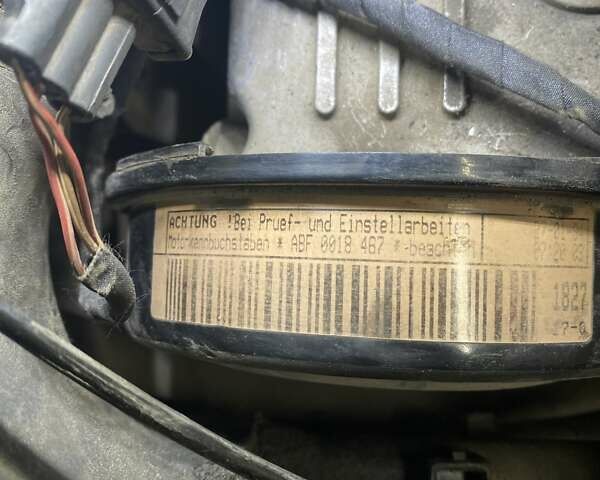 ACHTUNG !Bei Pruef- und Einstellarbeiten
Motorkennbuchstaben * ABF 0018 467 *-beachten
1827